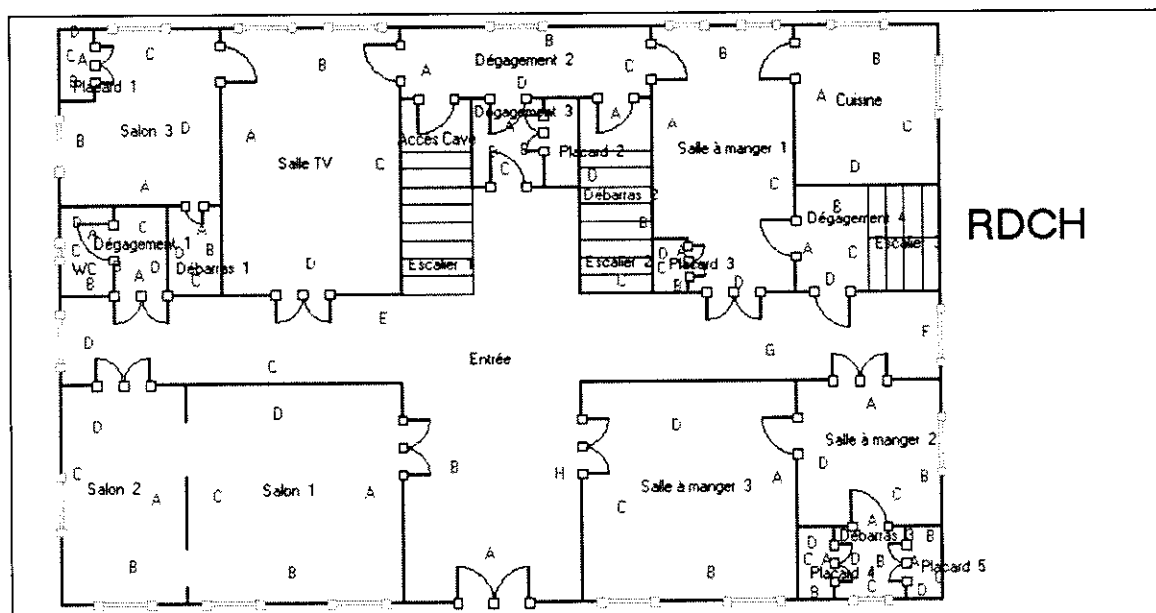 D
C A C
B
Placard 1
B Salon 3 D
A
B
A Salle TV C
D
B
Dégagement 2
A C
D
Dégagement 3
A A
Accès Cave
B
Placard 2
C
D
Débarras 2
B
Escalier 1
Escalier 2
C
B
A
Salle à manger 1
C
D
B
A Cuisine
C
D
B
Dégagement 4
A C
Escalier 3
D
RDCH
D C
A
Dégagement 1
C
WC B D
B A
A
D B
Débarras 1
C
D A
C Placard 3
B
D E F
C Entrée G
D D
C
Salon 2 A
B
C Salon 1 A
B
B H
A
D
A
Salle à manger 3
C
B
A
Salle à manger 2
D B
C
A
Débarras 3
D B
C A D B A
Placard 4 Placard 5
B C D